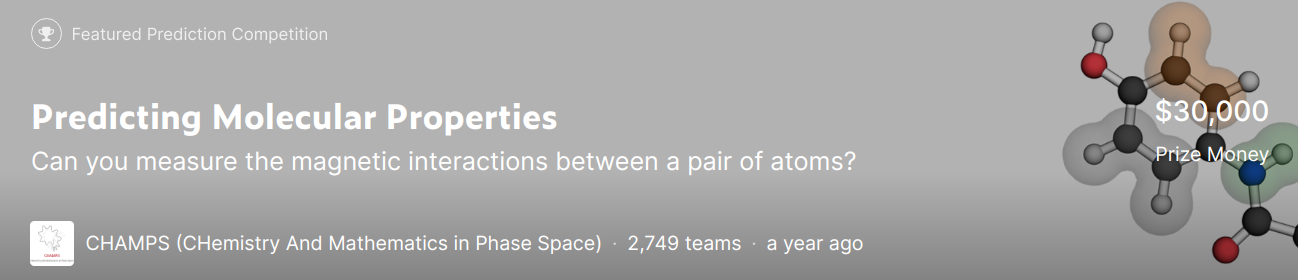 Featured Prediction Competition
Predicting Molecular Properties
$30,000
Can you measure the magnetic interactions between a pair of atoms?
Prize Money
CHAMPS (CHemistry And Mathematics in Phase Space) · 2,749 teams · a year ago
CHAMPS